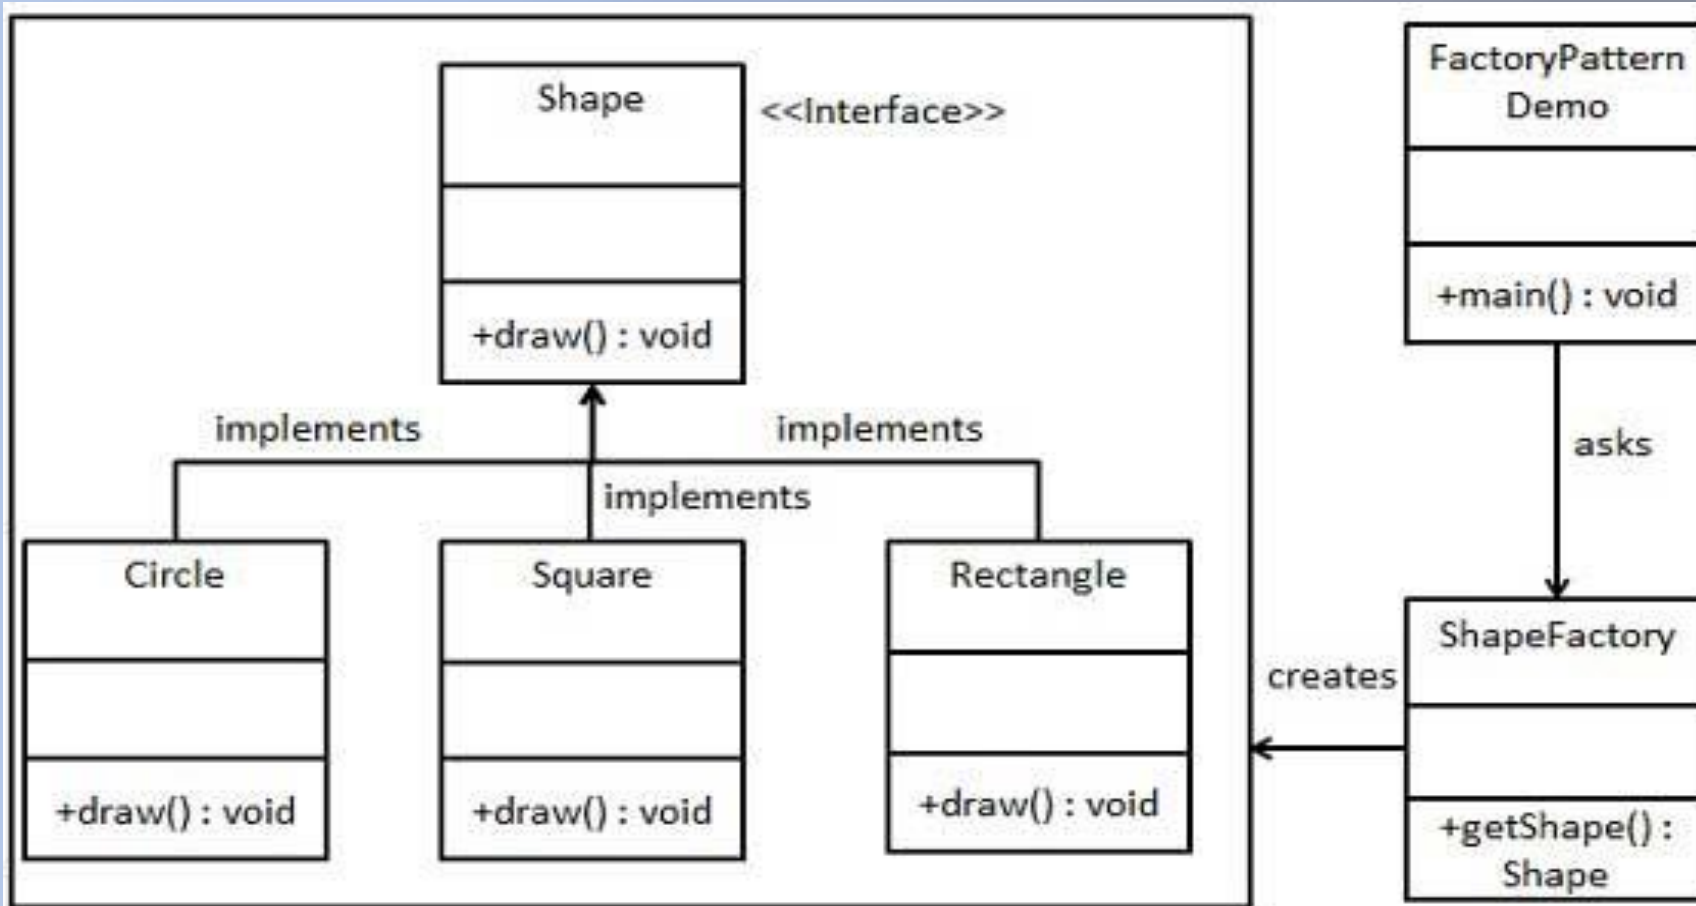 Shape
<<Interface>>
+draw() : void
implements
implements
implements
Circle
+draw() : void
Square
+draw() : void
Rectangle
+draw() : void
FactoryPattern
Demo
+main() : void
asks
ShapeFactory
+getShape() :
Shape
creates